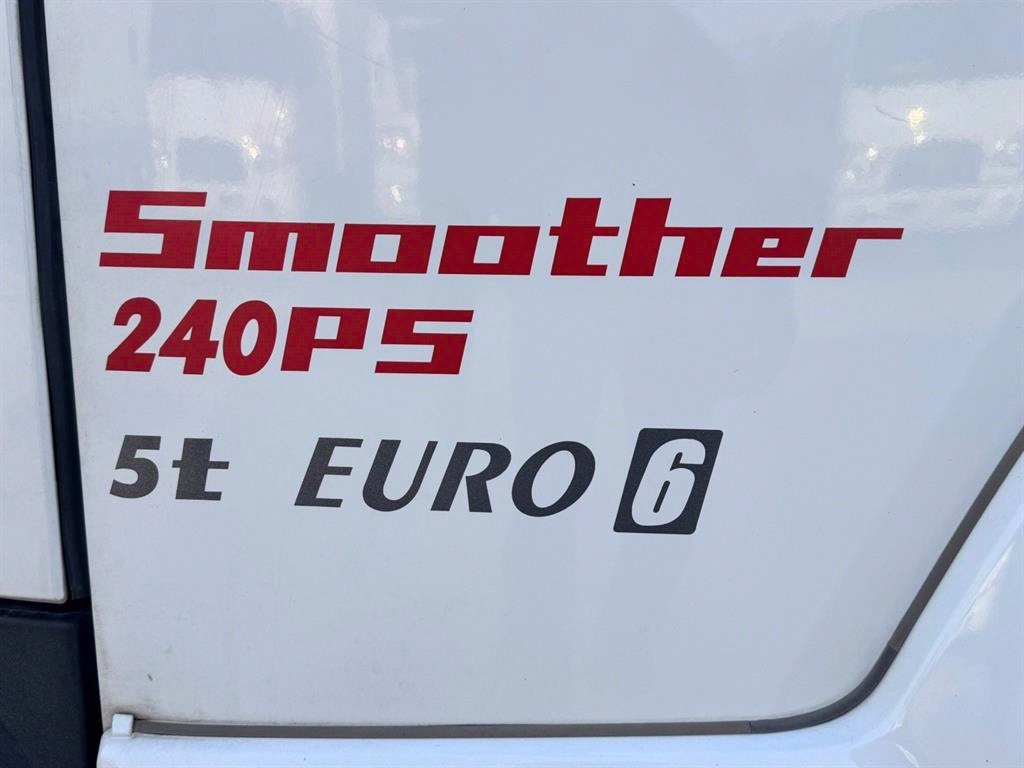 Smoother
240PS
5t EURO 6